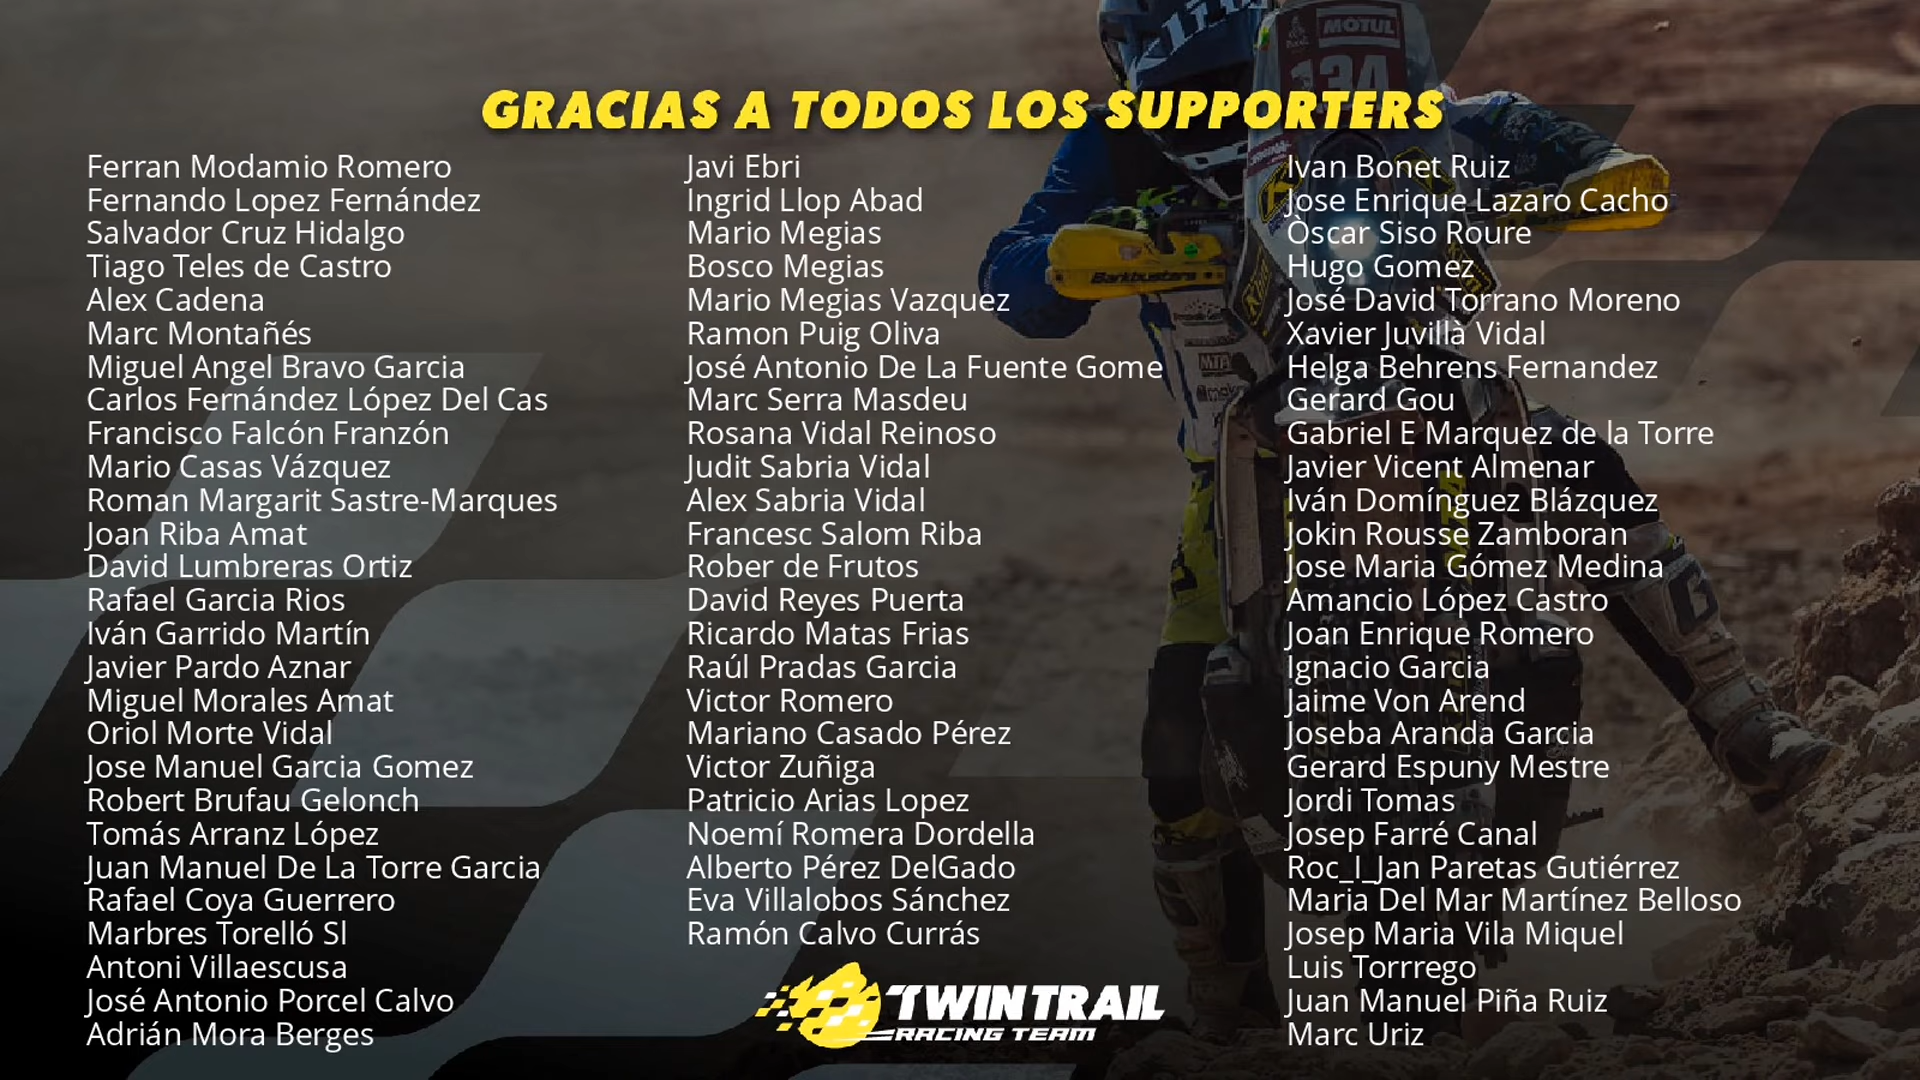 MOTUL
134
GRACIAS A TODOS LOS SUPPORTERS
Ferran Modamio Romero
Fernando Lopez Fernández
Salvador Cruz Hidalgo
Tiago Teles de Castro
Alex Cadena
Marc Montañés
Miguel Angel Bravo Garcia
Carlos Fernández López Del Cas
Francisco Falcón Franzón
Mario Casas Vázquez
Roman Margarit Sastre-Marques
Joan Riba Amat
David Lumbreras Ortiz
Rafael Garcia Rios
Iván Garrido Martín
Javier Pardo Aznar
Miguel Morales Amat
Oriol Morte Vidal
Jose Manuel Garcia Gomez
Robert Brufau Gelonch
Tomás Arranz López
Juan Manuel De La Torre Garcia
Rafael Coya Guerrero
Marbres Torelló Sl
Antoni Villaescusa
José Antonio Porcel Calvo
Adrián Mora Berges
Javi Ebri
Ingrid Llop Abad
Mario Megias
Bosco Megias
Mario Megias Vazquez
Ramon Puig Oliva
José Antonio De La Fuente Gome
Marc Serra Masdeu
Rosana Vidal Reinoso
Judit Sabria Vidal
Alex Sabria Vidal
Francesc Salom Riba
Rober de Frutos
David Reyes Puerta
Ricardo Matas Frias
Raúl Pradas Garcia
Victor Romero
Mariano Casado Pérez
Victor Zuñiga
Patricio Arias Lopez
Noemí Romera Dordella
Alberto Pérez DelGado
Eva Villalobos Sánchez
Ramón Calvo Currás
Ivan Bonet Ruiz
Jose Enrique Lazaro Cacho
Òscar Siso Roure
Hugo Gomez
José David Torrano Moreno
Xavier Juvillà Vidal
Helga Behrens Fernandez
Gerard Gou
Gabriel E Marquez de la Torre
Javier Vicent Almenar
Iván Domínguez Blázquez
Jokin Rousse Zamboran
Jose Maria Gómez Medina
Amancio López Castro
Joan Enrique Romero
Ignacio Garcia
Jaime Von Arend
Joseba Aranda Garcia
Gerard Espuny Mestre
Jordi Tomas
Josep Farré Canal
Roc_I_Jan Paretas Gutiérrez
Maria Del Mar Martínez Belloso
Josep Maria Vila Miquel
Luis Torrrego
Juan Manuel Piña Ruiz
Marc Uriz
Barkbusters
MTR
TWINTRAIL
RACING TEAM